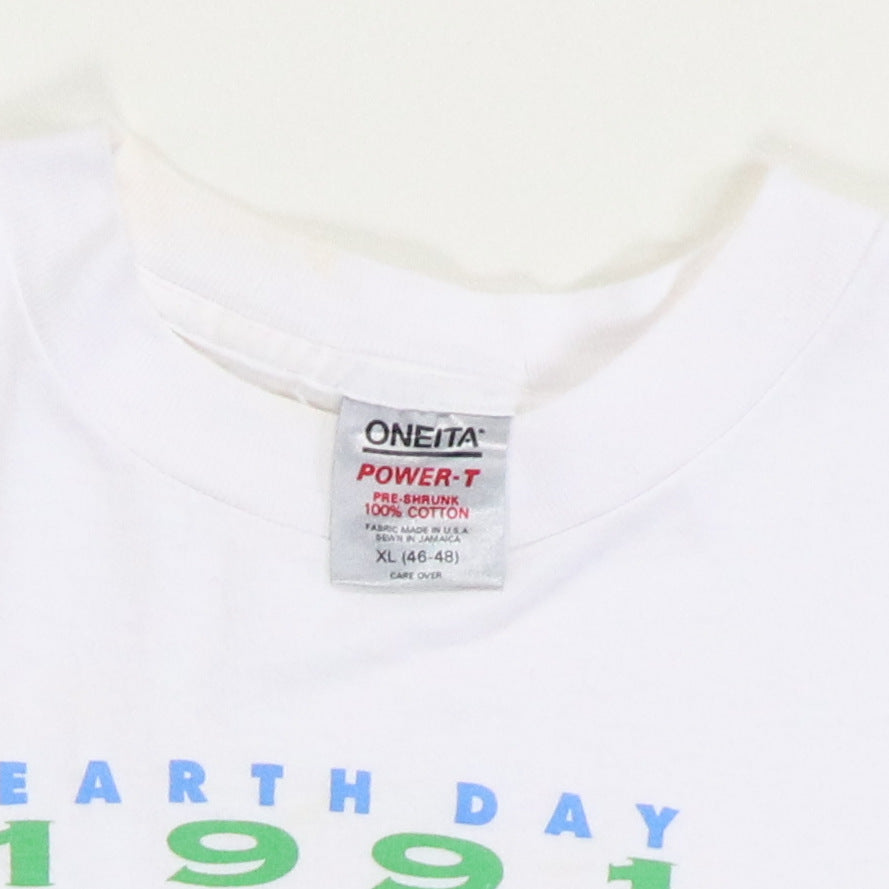 ONEITA
POWER-T
PRE-SHRUNK
100% COTTON
FABRIC MADE IN U.S.A
SEWN IN JAMAICA
XL (46-48)
CARE OVER
EARTH DAY
1991